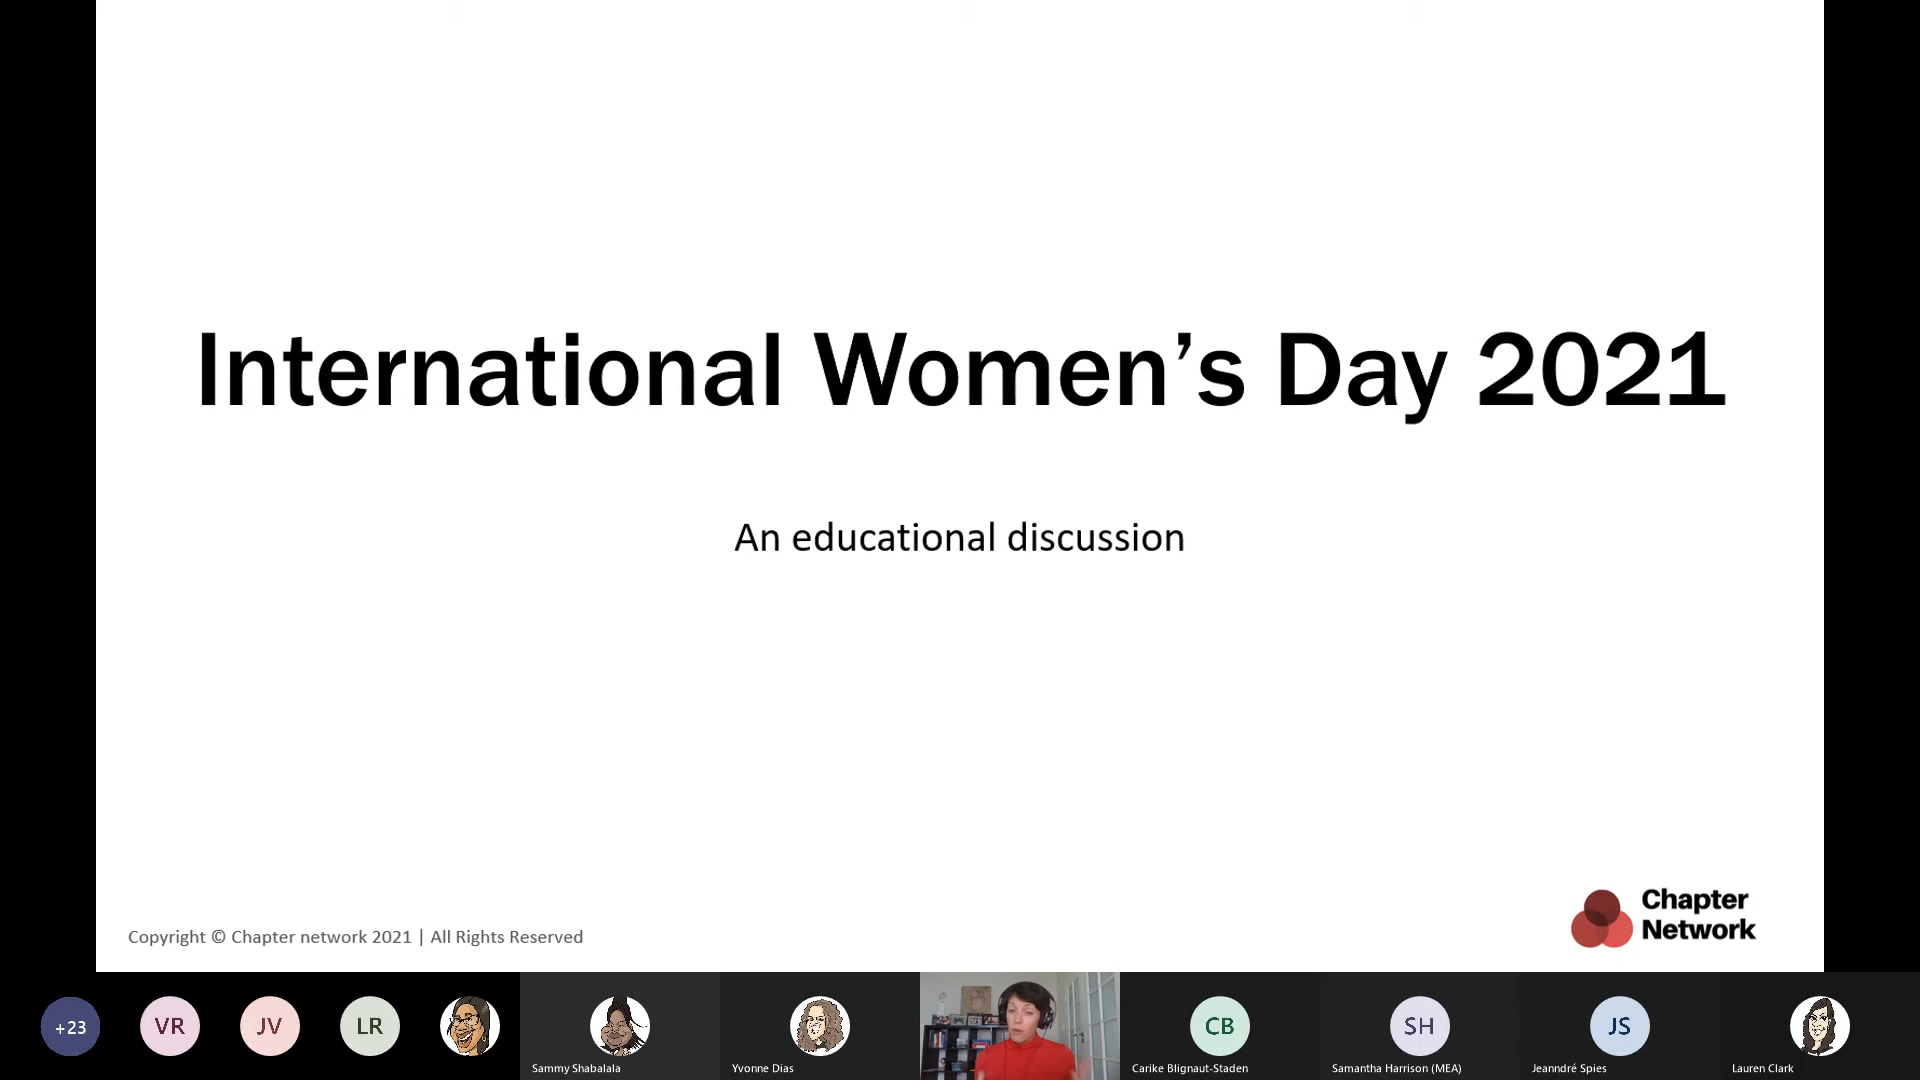 International Women’s Day 2021
An educational discussion
Copyright © Chapter network 2021 | All Rights Reserved
Chapter
Network
+23
VR
JV
LR
Sammy Shabalala
Yvonne Dias
CB
Carike Blignaut-Staden
SH
Samantha Harrison (MEA)
JS
Jeanndré Spies
Lauren Clark